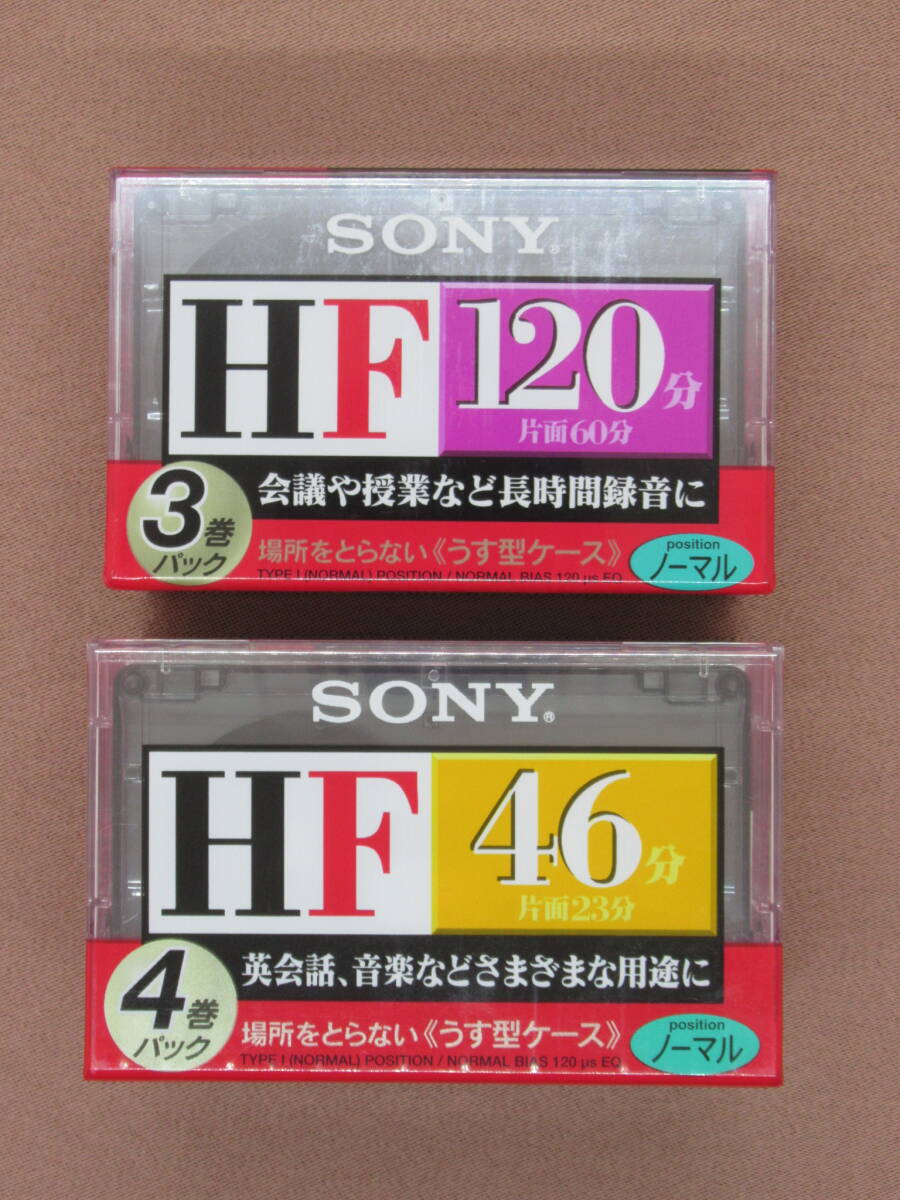 SONY®
HF 120分
片面60分
会議や授業など長時間録音に
3巻
パック
場所をとらない《うす型ケース》
TYPE I (NORMAL) POSITION / NORMAL BIAS 120 μs EQ
position
ノーマル
SONY®
HF 46分
片面23分
英会話、音楽などさまざまな用途に
4巻
パック
場所をとらない《うす型ケース》
TYPE I (NORMAL) POSITION / NORMAL BIAS 120 μs EQ
position
ノーマル